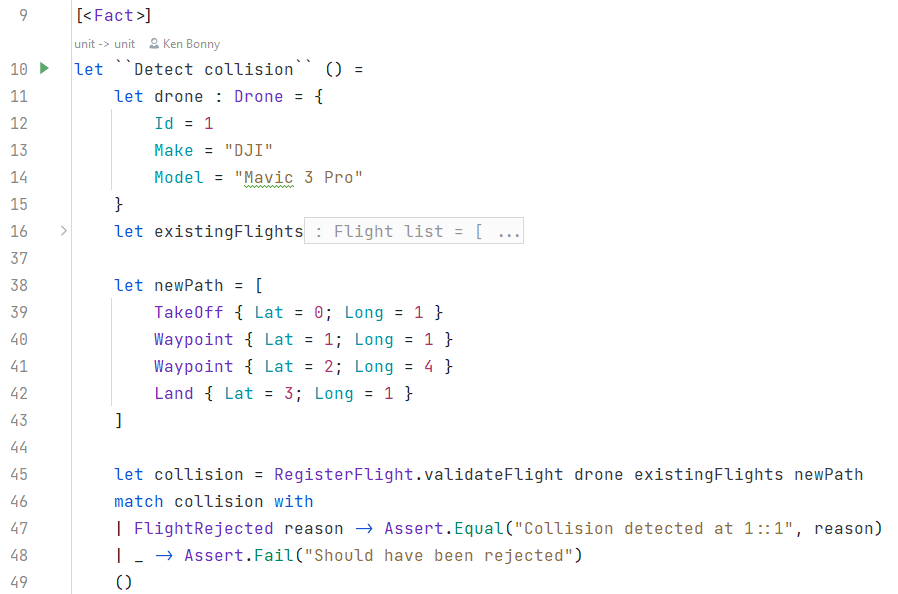 9 [<Fact>]
unit -> unit Ken Bonny
10 let ``Detect collision`` () =
11 let drone : Drone = {
12 Id = 1
13 Make = "DJI"
14 Model = "Mavic 3 Pro"
15 }
16 let existingFlights : Flight list = [ ...
37
38 let newPath = [
39 TakeOff { Lat = 0; Long = 1 }
40 Waypoint { Lat = 1; Long = 1 }
41 Waypoint { Lat = 2; Long = 4 }
42 Land { Lat = 3; Long = 1 }
43 ]
44
45 let collision = RegisterFlight.validateFlight drone existingFlights newPath
46 match collision with
47 | FlightRejected reason -> Assert.Equal("Collision detected at 1::1", reason)
48 | _ -> Assert.Fail("Should have been rejected")
49 ()